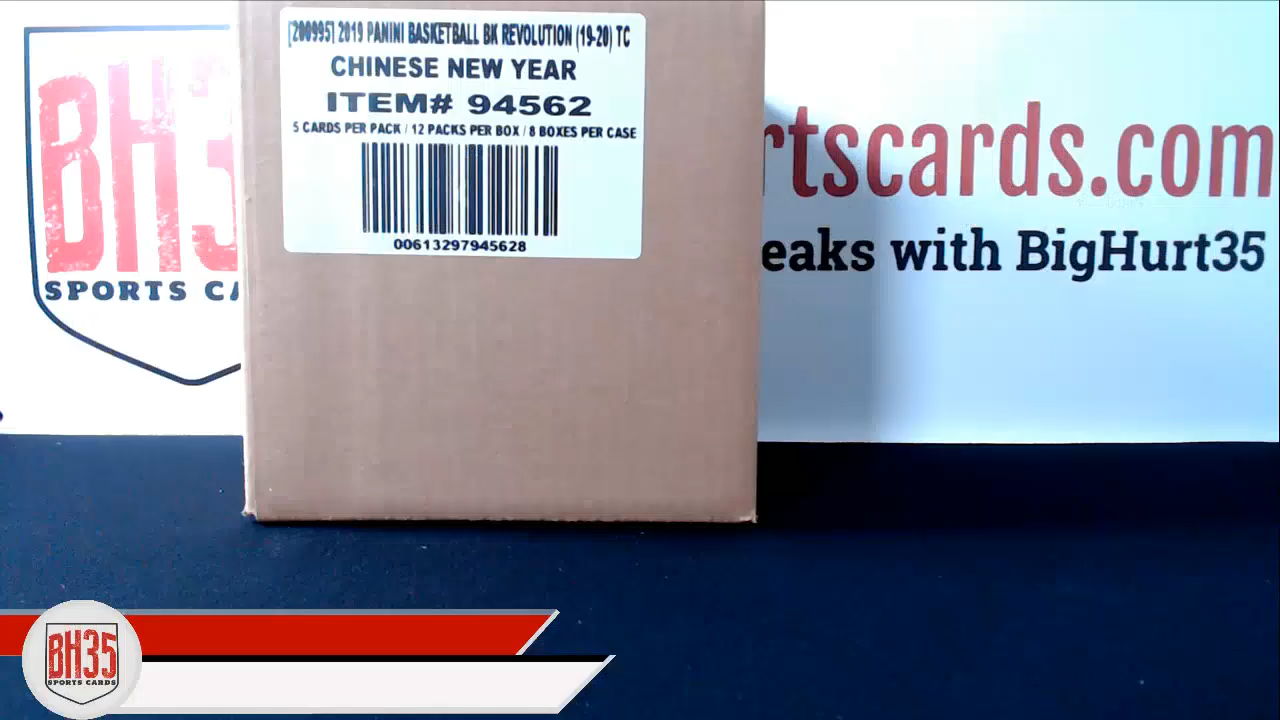 [200995] 2019 PANINI BASKETBALL BK REVOLUTION (19-20) TC
CHINESE NEW YEAR
ITEM# 94562
5 CARDS PER PACK / 12 PACKS PER BOX / 8 BOXES PER CASE
00613297945628
BH3
SPORTS CA
rtscards.com
eaks with BigHurt35
BH35
SPORTS CARDS